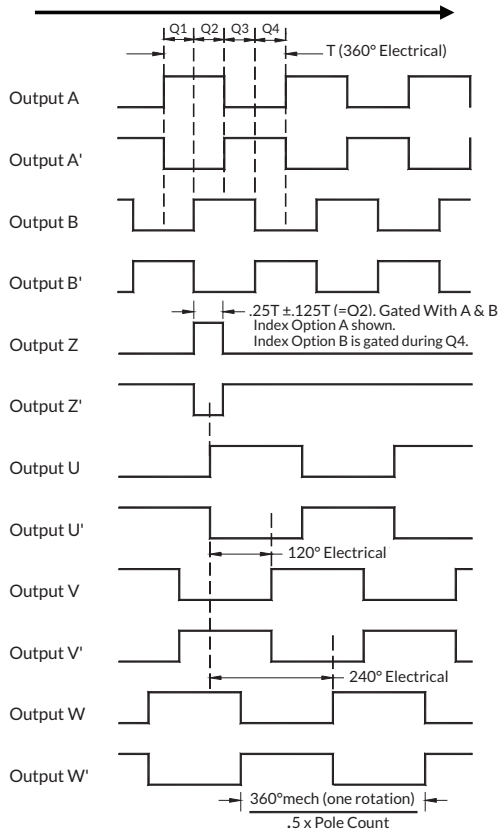 Q1 Q2 Q3 Q4
T (360° Electrical)
Output A
Output A'
Output B
Output B'
.25T ±.125T (=Q2). Gated With A & B
Index Option A shown.
Index Option B is gated during Q4.
Output Z
Output Z'
Output U
Output U'
120° Electrical
Output V
Output V'
240° Electrical
Output W
Output W'
360°mech (one rotation)
.5 x Pole Count